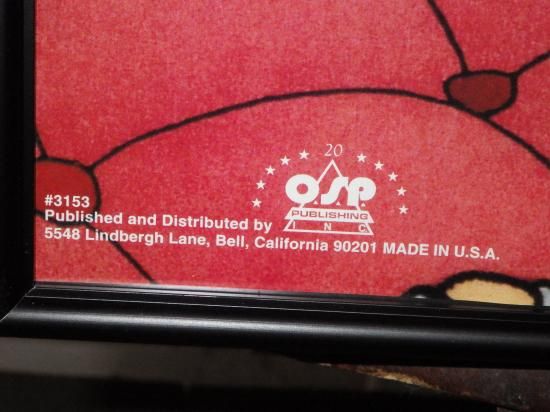 20
O.S.P.
PUBLISHING
INC.
#3153
Published and Distributed by
5548 Lindbergh Lane, Bell, California 90201 MADE IN U.S.A.